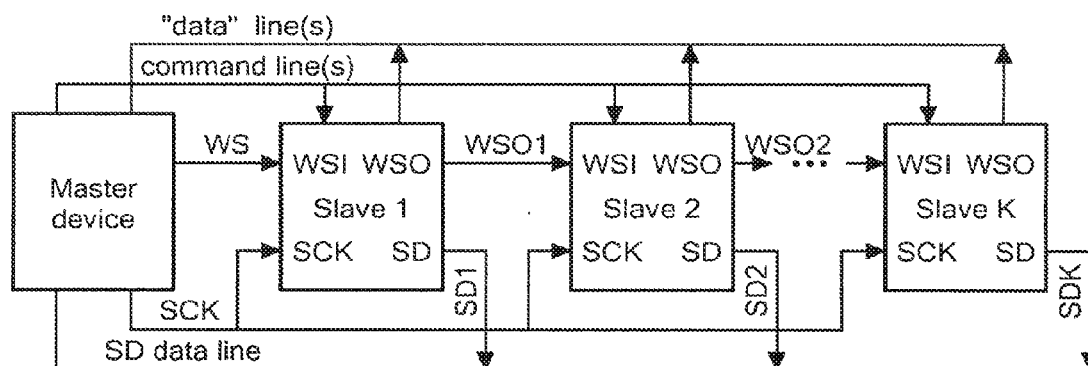 "data" line(s)
command line(s)
Master
device
WS
WSI WSO
Slave 1
SCK SD
WSO1
WSI WSO
Slave 2
SCK SD
WSO2
...
WSI WSO
Slave K
SCK SD
SD1
SD2
SDK
SCK
SD data line